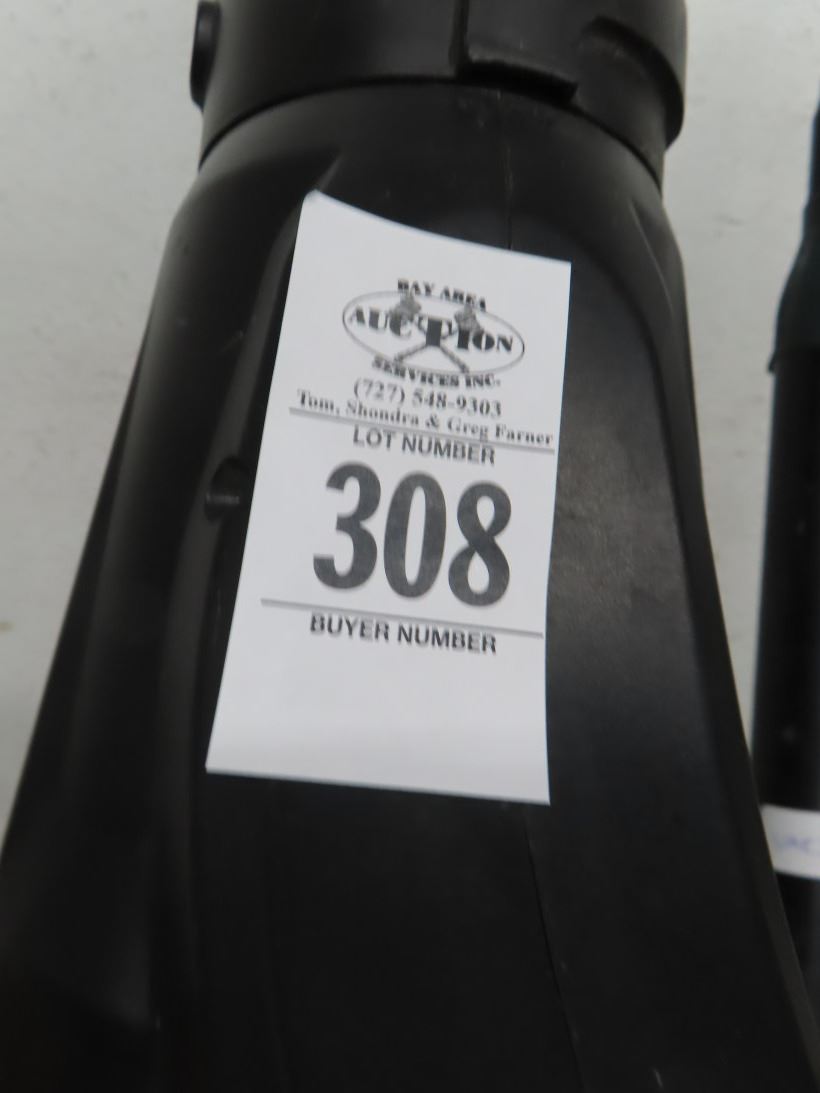 BAY AREA
AUCTION
SERVICES INC.
(727) 548-9303
Tom, Shondra & Greg Farner
LOT NUMBER
308
BUYER NUMBER